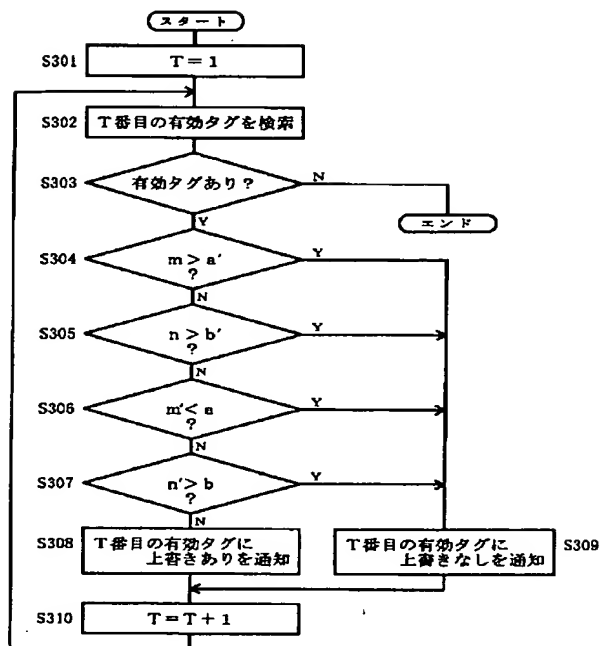 スタート
S301
T=1
S302
T番目の有効タグを検索
S303
有効タグあり?
N
エンド
Y
S304
m>a'
?
Y
N
S305
n>b'
?
Y
N
S306
m'<a
?
Y
N
S307
n'>b
?
Y
N
S308
T番目の有効タグに
上書きありを通知
T番目の有効タグに
上書きなしを通知
S309
S310
T=T+1